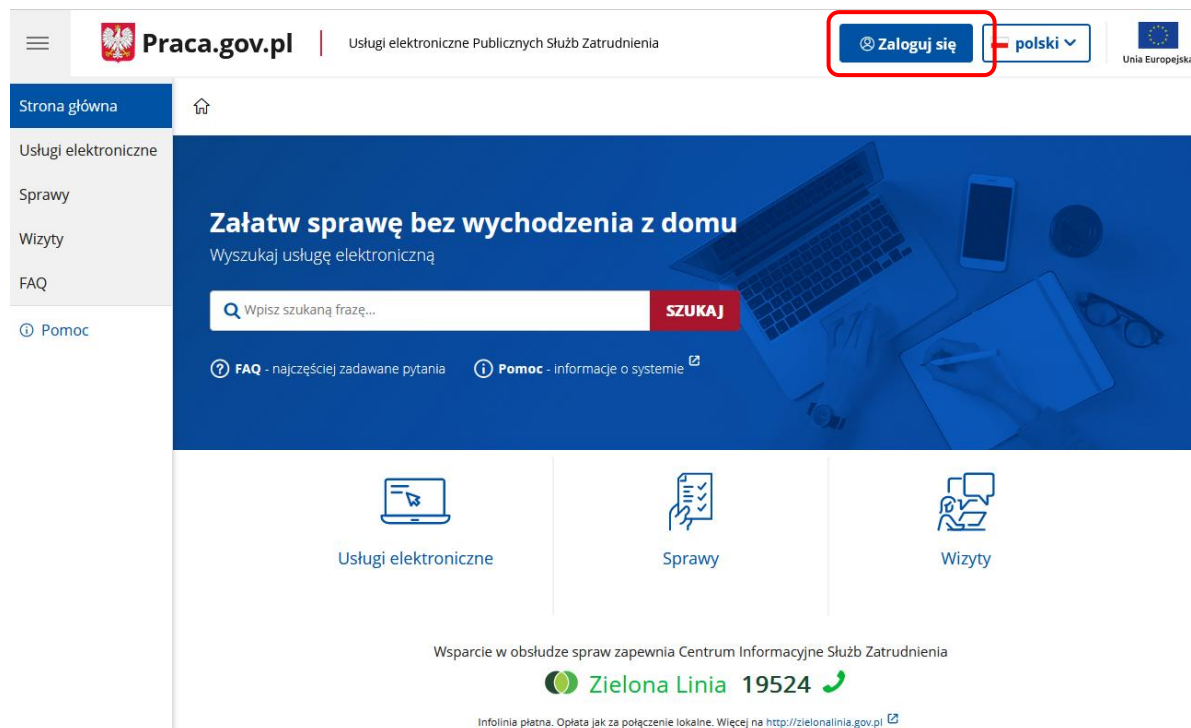 Praca.gov.pl
Usługi elektroniczne Publicznych Służb Zatrudnienia
Zaloguj się
polski
Unia Europejska
Strona główna
Usługi elektroniczne
Sprawy
Wizyty
FAQ
Pomoc
Załatw sprawę bez wychodzenia z domu
Wyszukaj usługę elektroniczną
Wpisz szukaną frazę...
SZUKAJ
FAQ - najczęściej zadawane pytania
Pomoc - informacje o systemie
Usługi elektroniczne
Sprawy
Wizyty
Wsparcie w obsłudze spraw zapewnia Centrum Informacyjne Służb Zatrudnienia
Zielona Linia 19524
Infolinia płatna. Opłata jak za połączenie lokalne. Więcej na http://zielonalinia.gov.pl